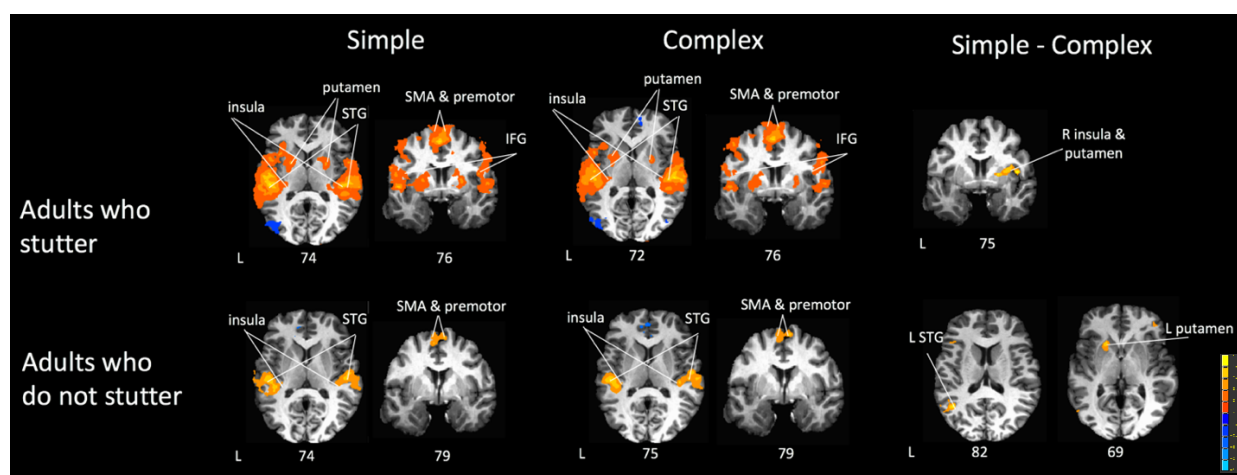 Simple
Complex
Simple - Complex
Adults who
stutter
insula
putamen
STG
SMA & premotor
IFG
L
74
76
putamen
insula
STG
SMA & premotor
IFG
L
72
76
R insula &
putamen
L
75
Adults who
do not stutter
insula
STG
SMA & premotor
L
74
79
insula
STG
SMA & premotor
L
75
79
L STG
L putamen
L
82
69